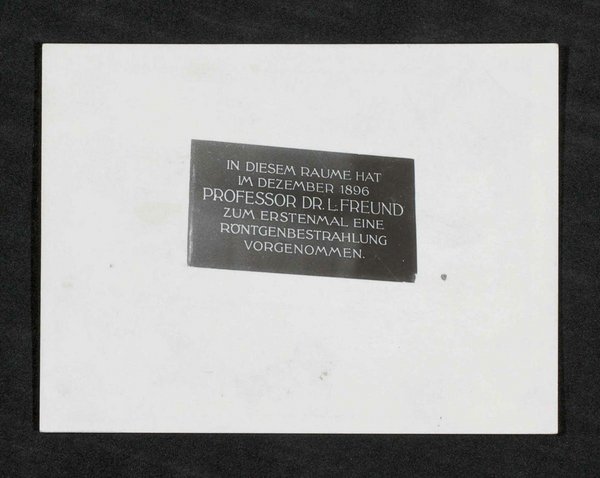 IN DIESEM RAUME HAT
IM DEZEMBER 1896
PROFESSOR DR. L. FREUND
ZUM ERSTENMAL EINE
RÖNTGENBESTRAHLUNG
VORGENOMMEN.